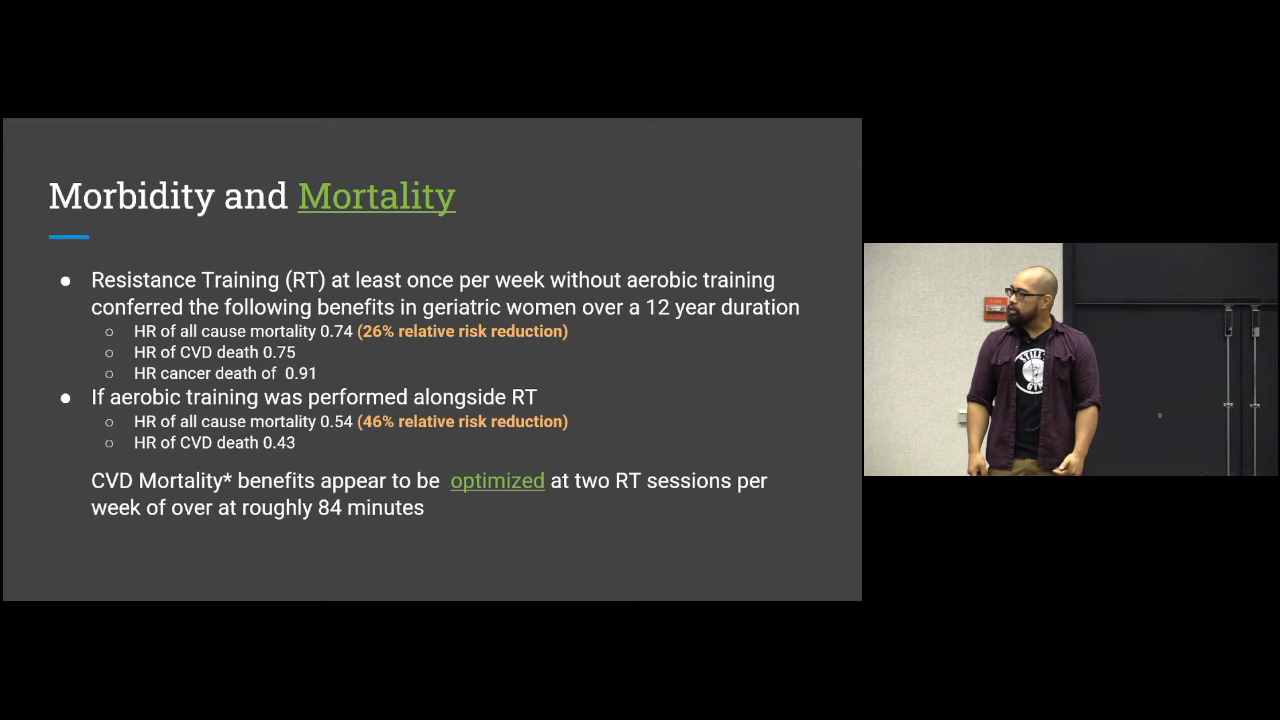 Morbidity and Mortality
● Resistance Training (RT) at least once per week without aerobic training
conferred the following benefits in geriatric women over a 12 year duration
○ HR of all cause mortality 0.74 (26% relative risk reduction)
○ HR of CVD death 0.75
○ HR cancer death of  0.91
● If aerobic training was performed alongside RT
○ HR of all cause mortality 0.54 (46% relative risk reduction)
○ HR of CVD death 0.43
CVD Mortality* benefits appear to be  optimized at two RT sessions per
week of over at roughly 84 minutes